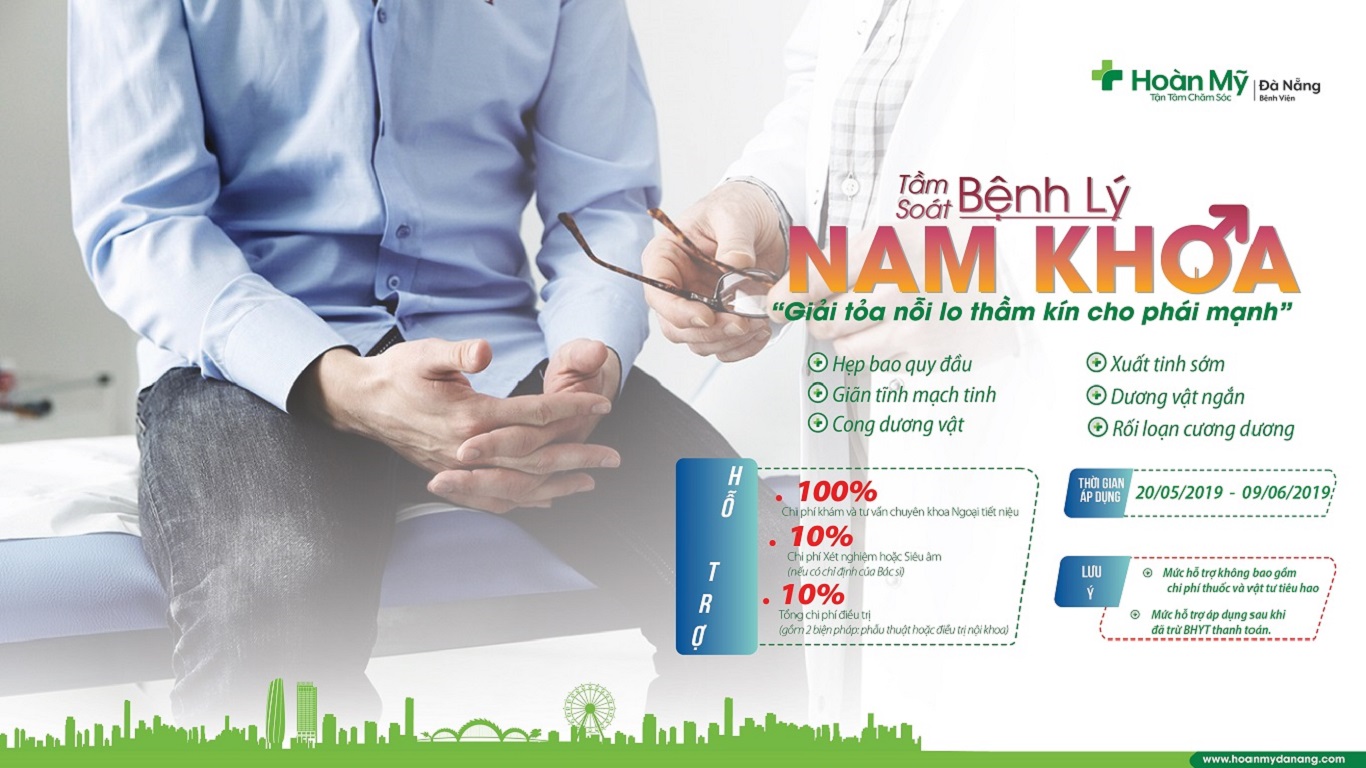 Hoàn Mỹ
Tận Tâm Chăm Sóc
Đà Nẵng
Bệnh Viện
Tầm Soát Bệnh Lý
NAM KHOA
“Giải tỏa nỗi lo thầm kín cho phái mạnh”
Hẹp bao quy đầu
Giãn tĩnh mạch tinh
Cong dương vật
Xuất tinh sớm
Dương vật ngắn
Rối loạn cương dương
HỖ TRỢ
• 100%
Chi phí khám và tư vấn chuyên khoa Ngoại tiết niệu
• 10%
Chi phí Xét nghiệm hoặc Siêu âm
(nếu có chỉ định của Bác sĩ)
• 10%
Tổng chi phí điều trị
(gồm 2 biện pháp: phẫu thuật hoặc điều trị nội khoa)
THỜI GIAN
ÁP DỤNG
20/05/2019 - 09/06/2019
LƯU
Ý
Mức hỗ trợ không bao gồm
chi phí thuốc và vật tư tiêu hao
Mức hỗ trợ áp dụng sau khi
đã trừ BHYT thanh toán.
www.hoanmydanang.com